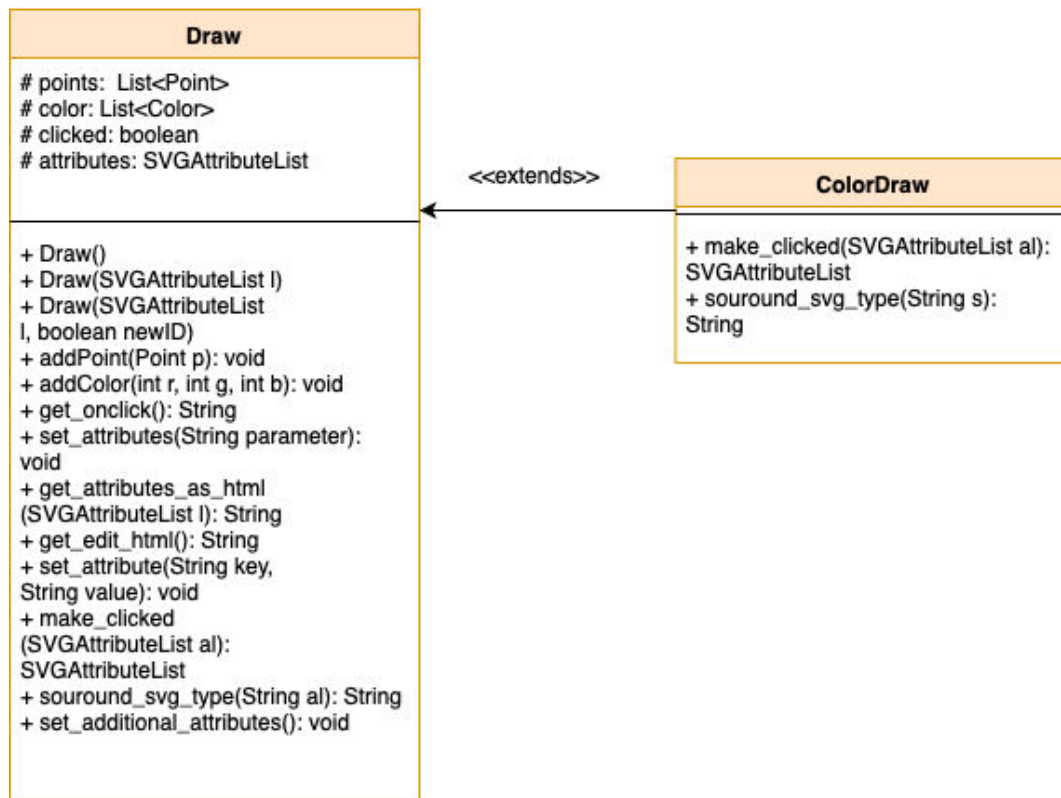 Draw
# points:  List<Point>
# color: List<Color>
# clicked: boolean
# attributes: SVGAttributeList
+ Draw()
+ Draw(SVGAttributeList l)
+ Draw(SVGAttributeList
l, boolean newID)
+ addPoint(Point p): void
+ addColor(int r, int g, int b): void
+ get_onclick(): String
+ set_attributes(String parameter):
void
+ get_attributes_as_html
(SVGAttributeList l): String
+ get_edit_html(): String
+ set_attribute(String key,
String value): void
+ make_clicked
(SVGAttributeList al):
SVGAttributeList
+ souround_svg_type(String al): String
+ set_additional_attributes(): void
<<extends>>
ColorDraw
+ make_clicked(SVGAttributeList al):
SVGAttributeList
+ souround_svg_type(String s):
String